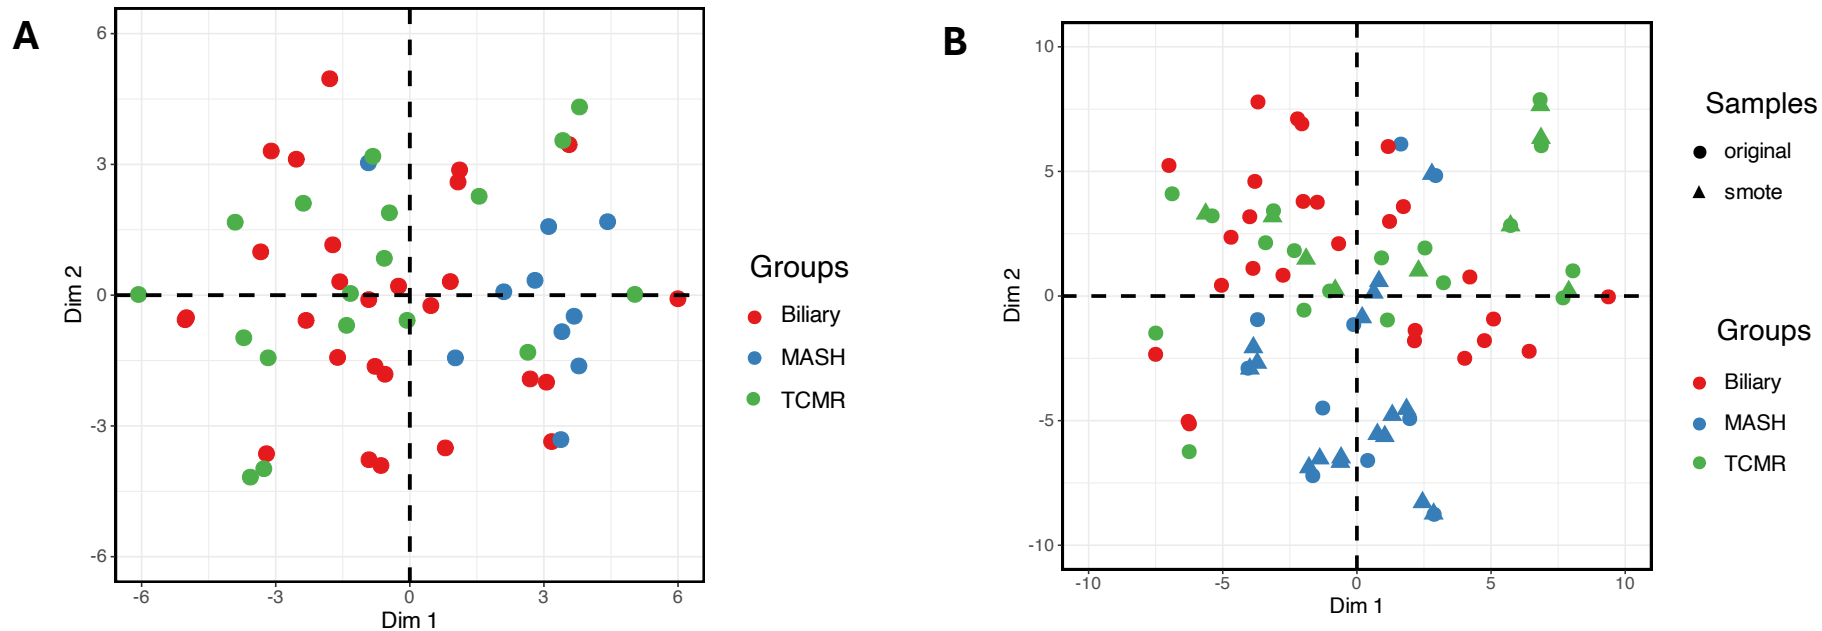 A
6
3
0
-3
-6
Dim 2
-6
-3
0
3
6
Dim 1
Groups
Biliary
MASH
TCMR
B
10
5
0
-5
-10
Dim 2
-10
-5
0
5
10
Dim 1
Samples
original
smote
Groups
Biliary
MASH
TCMR